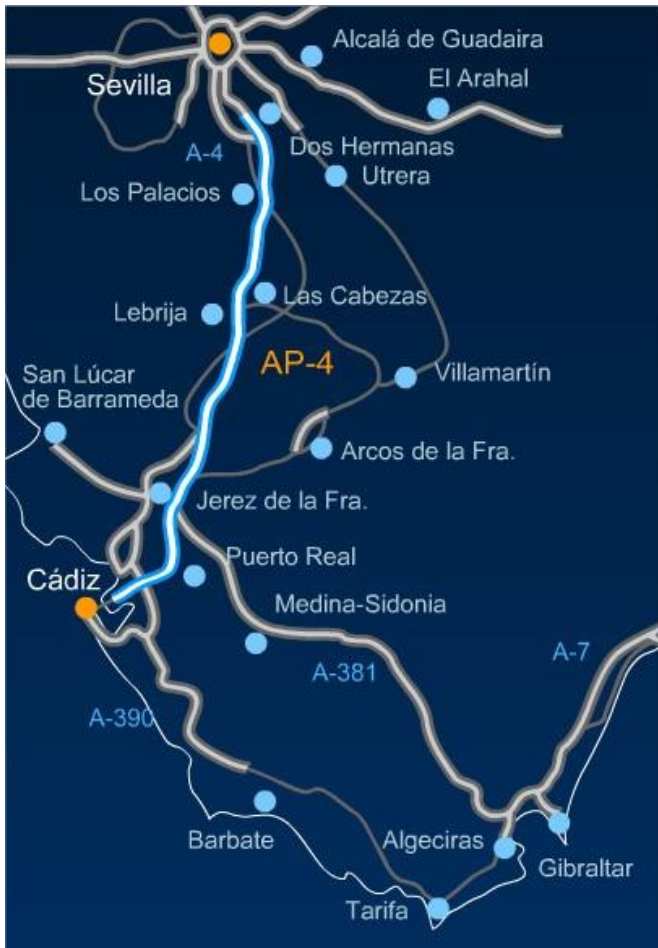 Alcalá de Guadaira
Sevilla
El Arahal
Dos Hermanas
A-4
Utrera
Los Palacios
Las Cabezas
Lebrija
AP-4
San Lúcar
de Barrameda
Villamartín
Arcos de la Fra.
Jerez de la Fra.
Puerto Real
Cádiz
Medina-Sidonia
A-7
A-381
A-390
Barbate
Algeciras
Gibraltar
Tarifa